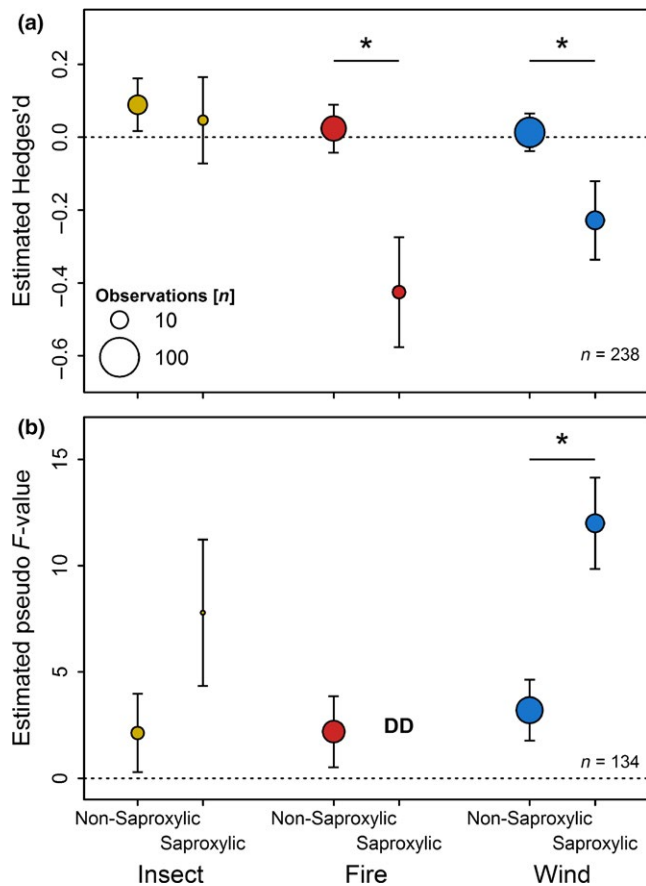 (a)
Estimated Hedges'd
0.2
0.0
−0.2
−0.4
−0.6
*
*
Observations [n]
10
100
n = 238
(b)
Estimated pseudo F-value
15
10
5
0
*
DD
n = 134
Non-Saproxylic
Saproxylic
Non-Saproxylic
Saproxylic
Non-Saproxylic
Saproxylic
Insect
Fire
Wind